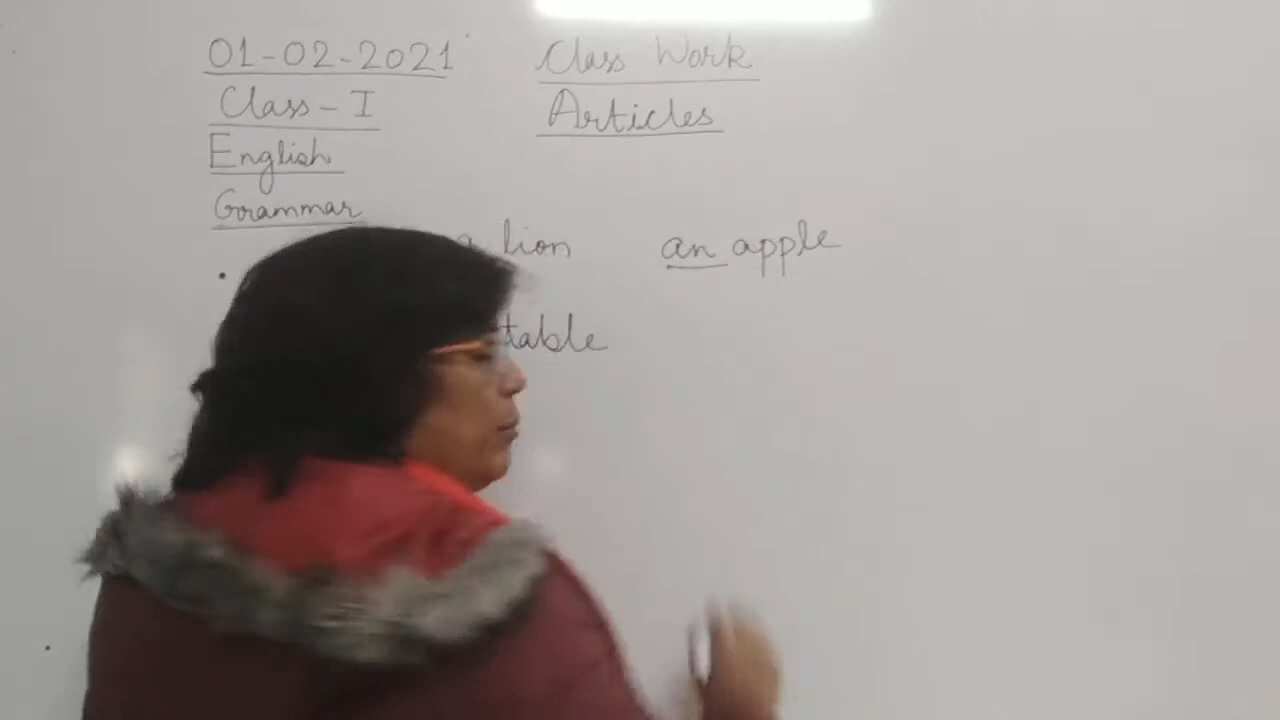 01-02-2021 Class Work
Class - I Articles
English
Grammar
a lion an apple
table